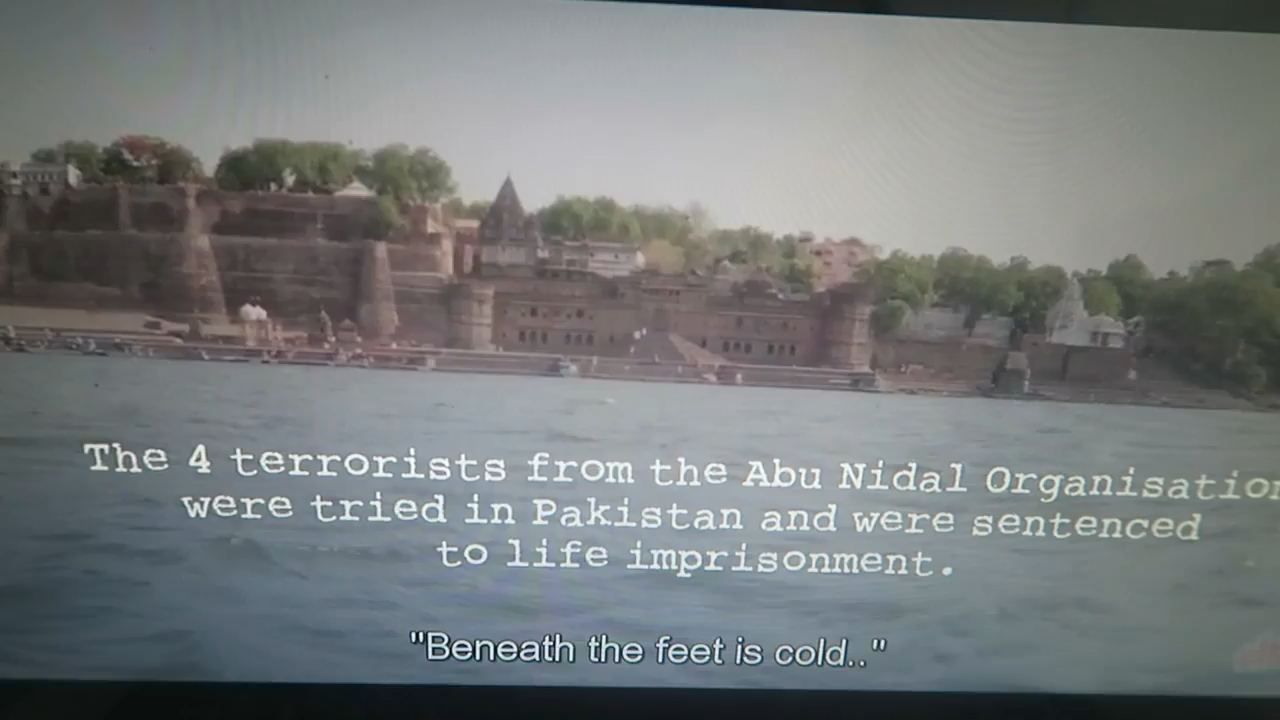 The 4 terrorists from the Abu Nidal Organisation
were tried in Pakistan and were sentenced
to life imprisonment.
"Beneath the feet is cold.."